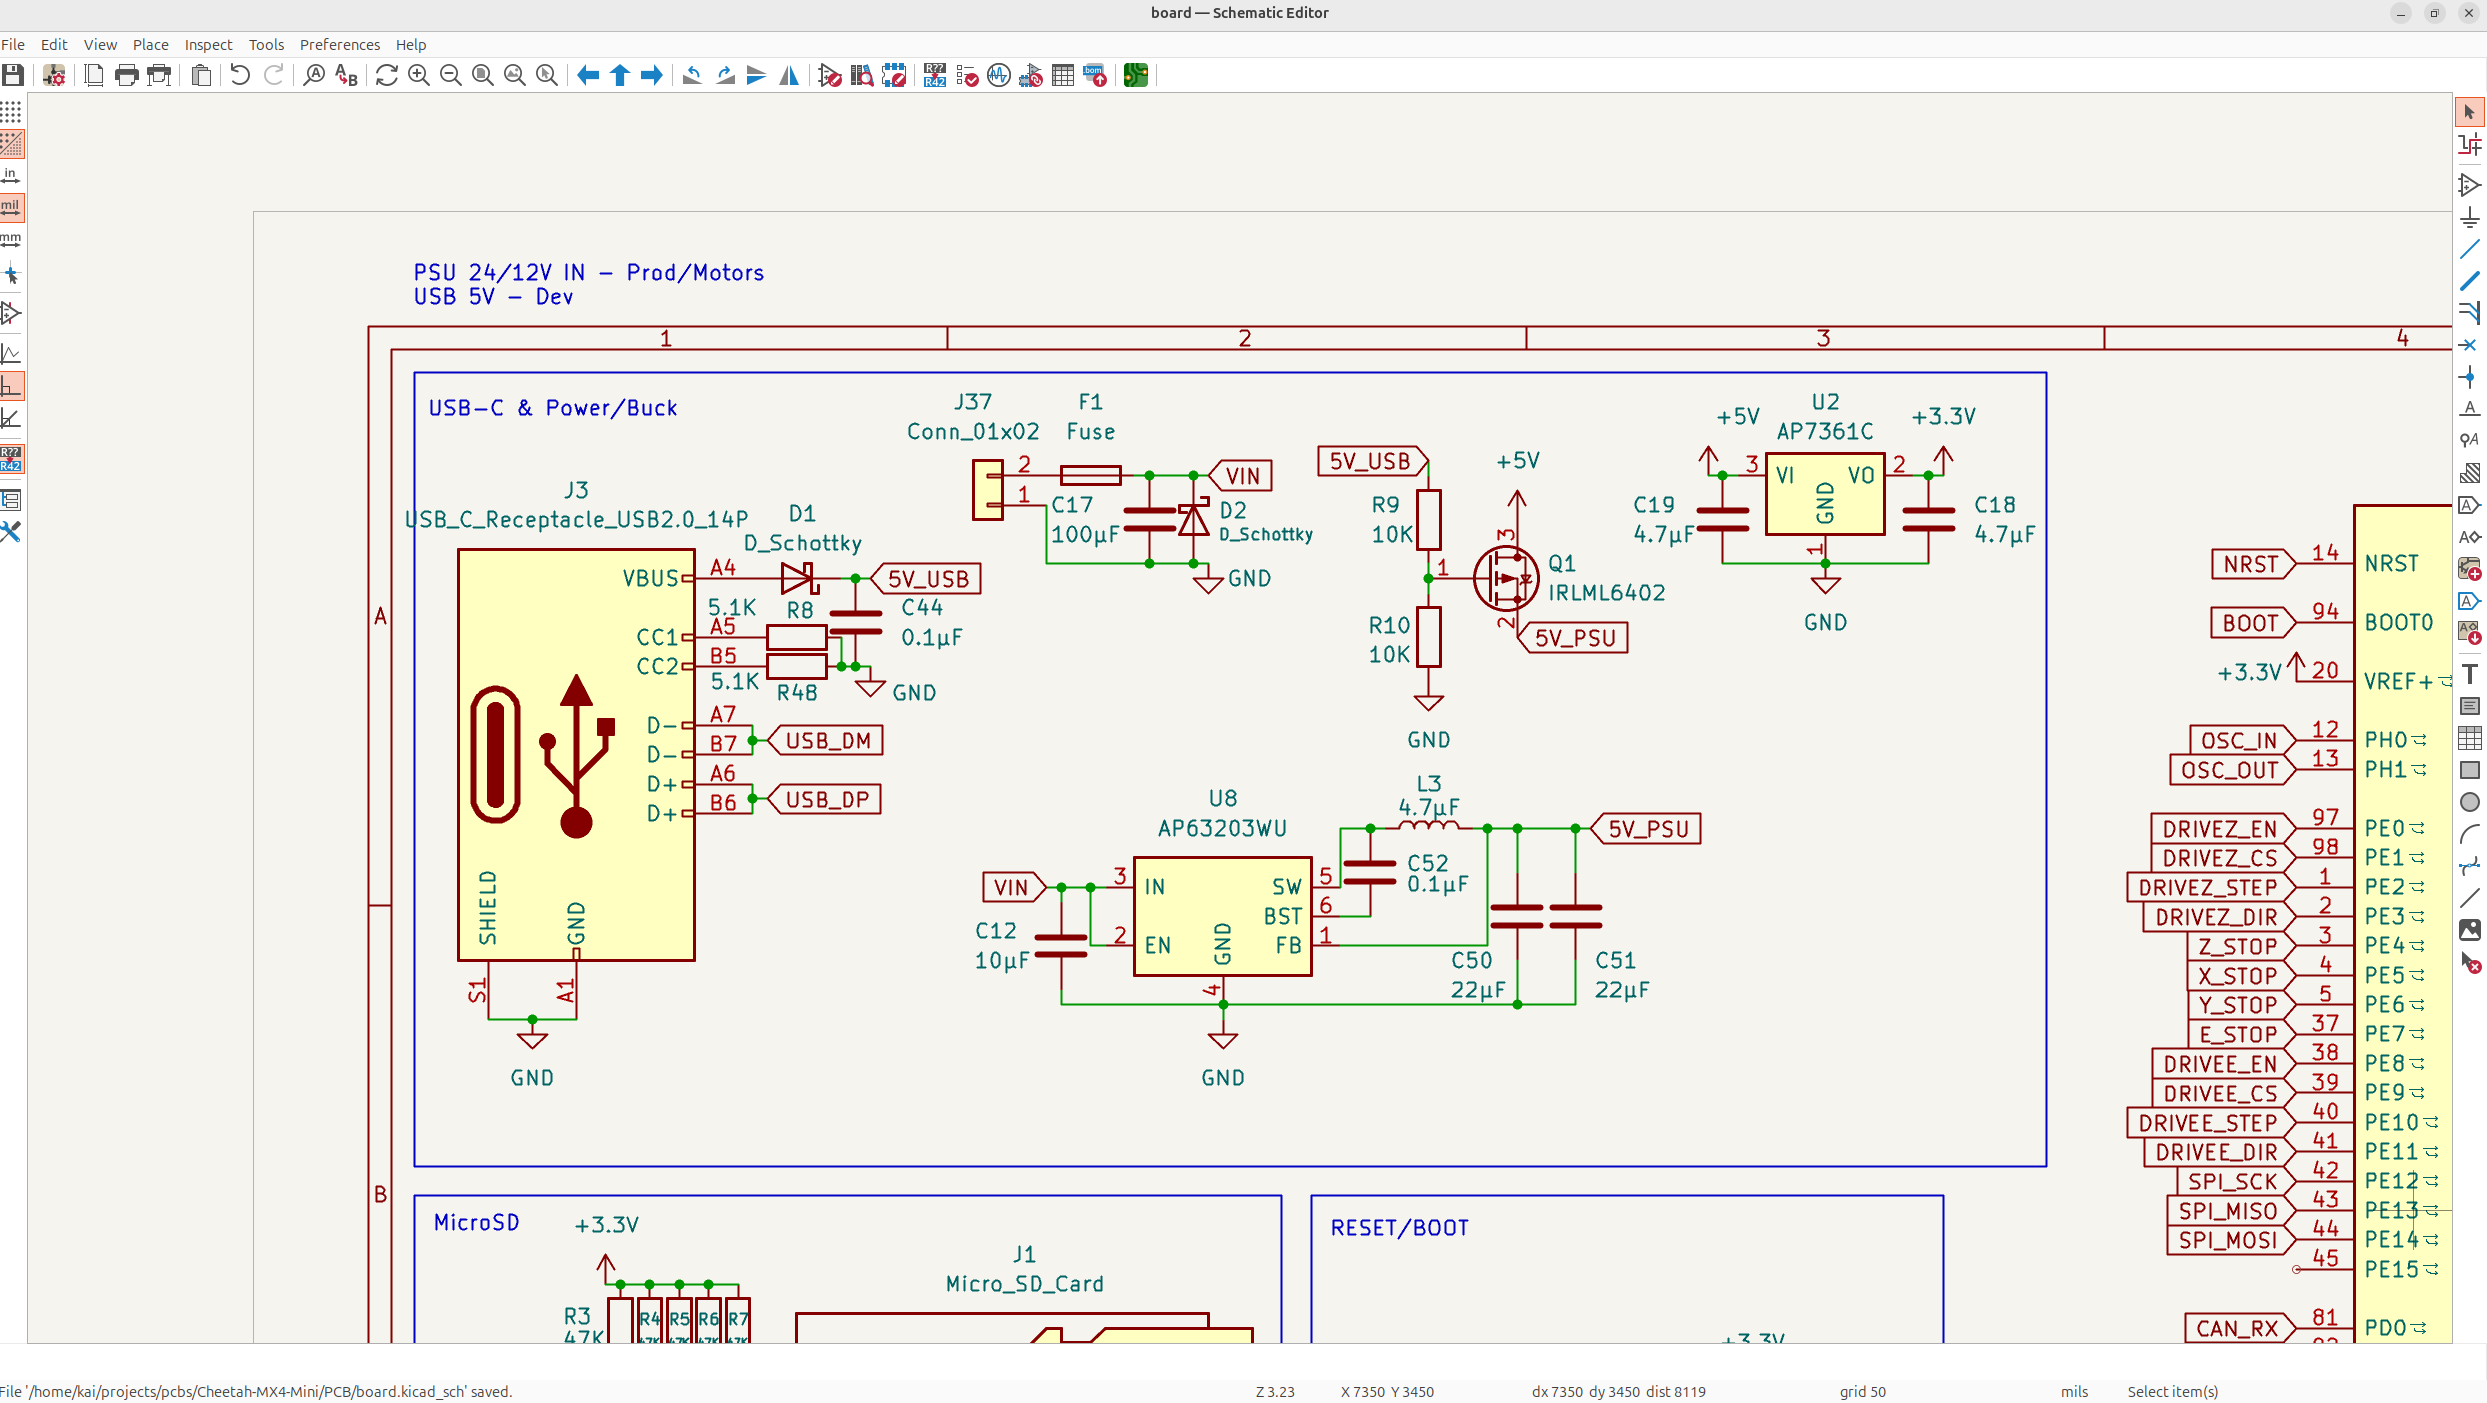 board — Schematic Editor
File Edit View Place Inspect Tools Preferences Help
in
mil
mm
R??
R42
PSU 24/12V IN - Prod/Motors
USB 5V - Dev
1 2 3 4
A
B
USB-C & Power/Buck
J3
USB_C_Receptacle_USB2.0_14P
VBUS A4
CC1 A5
CC2 B5
D- A7
D- B7
D+ A6
D+ B6
SHIELD
GND
S1
A1
GND
D1
D_Schottky
5V_USB
5.1K R8
5.1K
R48
C44
0.1µF
GND
USB_DM
USB_DP
J37
Conn_01x02
2
1
F1
Fuse
VIN
C17
100µF
D2
D_Schottky
GND
5V_USB
R9
10K
R10
10K
GND
+5V
3
1
2
Q1
IRLML6402
5V_PSU
+5V
U2
AP7361C
+3.3V
3 VI VO 2
GND
1
C19
4.7µF
C18
4.7µF
GND
U8
AP63203WU
VIN
3 IN
2 EN
SW 5
BST 6
FB 1
GND
4
C12
10µF
GND
L3
4.7µF
C52
0.1µF
5V_PSU
C50
22µF
C51
22µF
NRST 14 NRST
BOOT 94 BOOT0
+3.3V 20 VREF+
OSC_IN 12 PH0
OSC_OUT 13 PH1
DRIVEZ_EN 97 PE0
DRIVEZ_CS 98 PE1
DRIVEZ_STEP 1 PE2
DRIVEZ_DIR 2 PE3
Z_STOP 3 PE4
X_STOP 4 PE5
Y_STOP 5 PE6
E_STOP 37 PE7
DRIVEE_EN 38 PE8
DRIVEE_CS 39 PE9
DRIVEE_STEP 40 PE10
DRIVEE_DIR 41 PE11
SPI_SCK 42 PE12
SPI_MISO 43 PE13
SPI_MOSI 44 PE14
45 PE15
CAN_RX 81 PD0
MicroSD
+3.3V
R3
47K
R4 R5 R6 R7
J1
Micro_SD_Card
RESET/BOOT
+3.3V
File '/home/kai/projects/pcbs/Cheetah-MX4-Mini/PCB/board.kicad_sch' saved.
Z 3.23
X 7350 Y 3450
dx 7350 dy 3450 dist 8119
grid 50
mils
Select item(s)